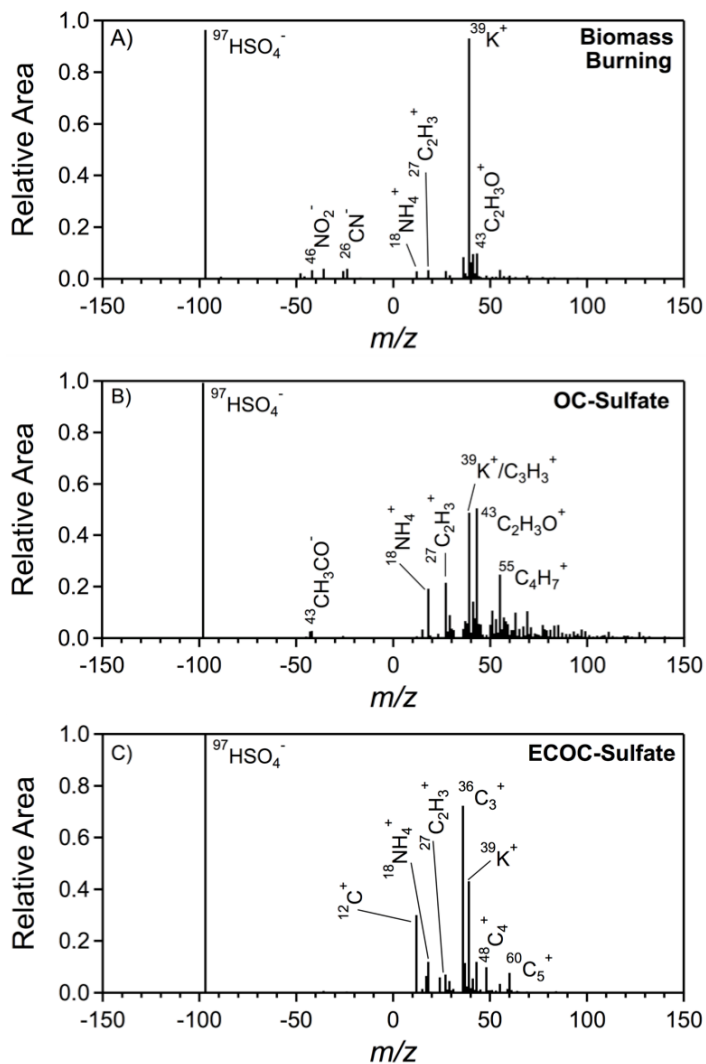 A)
Biomass
Burning
⁹⁷HSO₄⁻
³⁹K⁺
²⁷C₂H₃⁺
⁴⁶NO₂⁻
²⁶CN⁻
¹⁸NH₄⁺
⁴³C₂H₃O⁺
Relative Area
1.0
0.8
0.6
0.4
0.2
0.0
-150 -100 -50 0 50 100 150
m/z
B)
OC-Sulfate
⁹⁷HSO₄⁻
³⁹K⁺/C₃H₃⁺
⁴³C₂H₃O⁺
⁵⁵C₄H₇⁺
⁴³CH₃CO⁻
¹⁸NH₄⁺
²⁷C₂H₃⁺
Relative Area
1.0
0.8
0.6
0.4
0.2
0.0
-150 -100 -50 0 50 100 150
m/z
C)
ECOC-Sulfate
⁹⁷HSO₄⁻
³⁶C₃⁺
³⁹K⁺
¹²C⁺
¹⁸NH₄⁺
²⁷C₂H₃⁺
⁴⁸C₄⁺
⁶⁰C₅⁺
Relative Area
1.0
0.8
0.6
0.4
0.2
0.0
-150 -100 -50 0 50 100 150
m/z